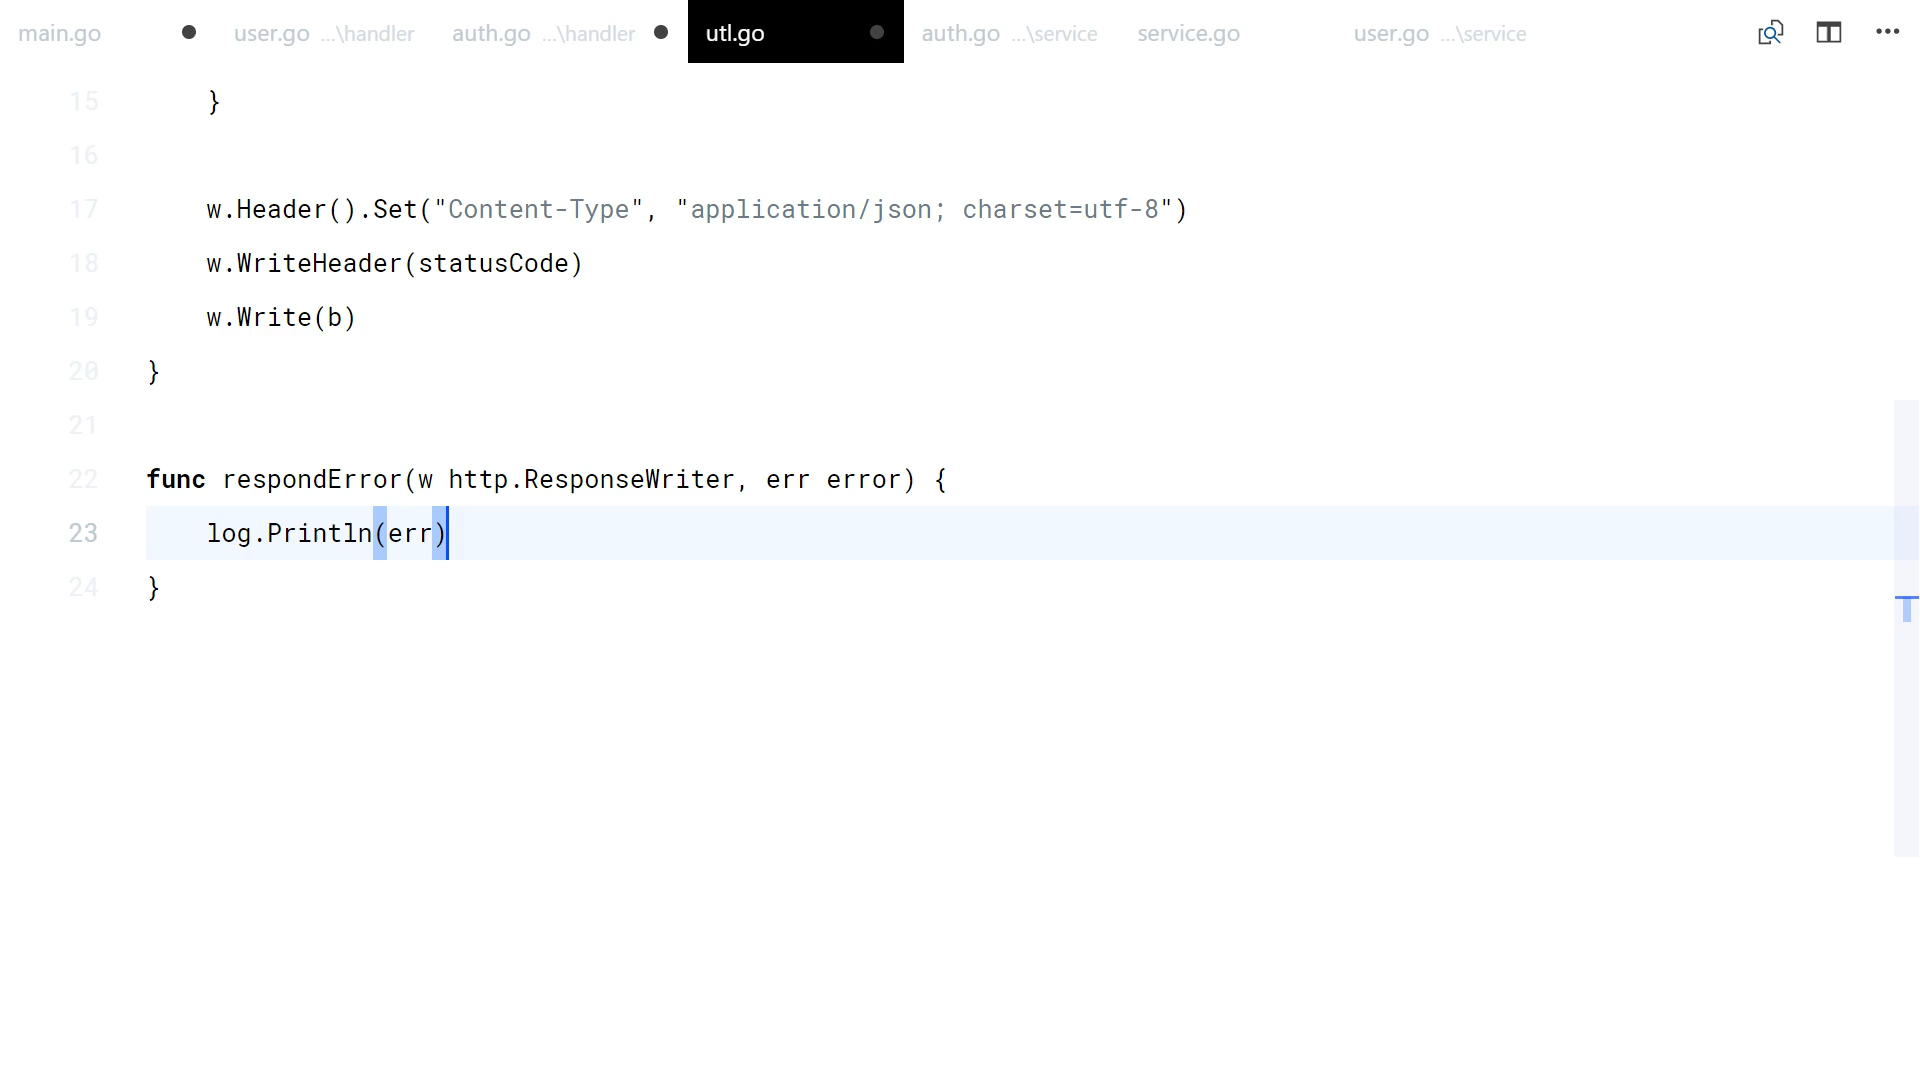 main.go user.go ...\handler auth.go ...\handler utl.go auth.go ...\service service.go user.go ...\service
15 }
16
17 w.Header().Set("Content-Type", "application/json; charset=utf-8")
18 w.WriteHeader(statusCode)
19 w.Write(b)
20 }
21
22 func respondError(w http.ResponseWriter, err error) {
23 log.Println(err)
24 }